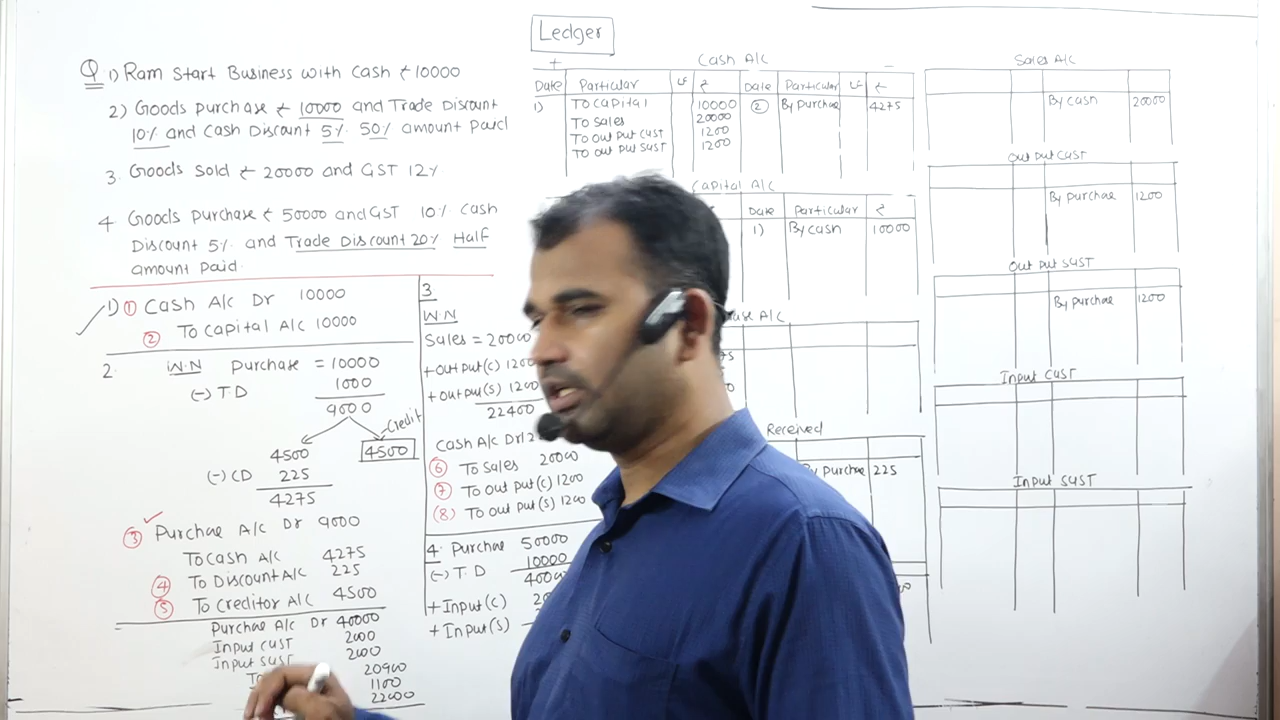 Q 1) Ram Start Business with Cash ₹ 10000
2) Goods purchase ₹ 10000 and Trade Discount
10% and Cash Discount 5% 50% amount paid
3. Goods Sold ₹ 20000 and GST 12%
4 Goods purchase ₹ 50000 and GST 10% Cash
Discount 5% and Trade Discount 20% Half
amount paid.
1) ① Cash A/c Dr 10000
② To capital A/c 10000
2. W.N purchase = 10000
(-) T.D 1000
9000
Credit
4500 4500
(-) CD 225
4275
③ Purchae A/c Dr 9000
To cash A/c 4275
④ To Discount A/c 225
⑤ To creditor A/c 4500
Purchae A/c Dr 40000
Input CGST 2000
Input SGST 2000
20900
1100
22000
3
W.N
Sales = 20000
+ out put (c) 1200
+ out put (s) 1200
22400
Cash A/c Dr
⑥ To Sales 20000
⑦ To out put (c) 1200
(8) To out put (s) 1200
4. Purchae 50000
(-) T.D 10000
+ Input (c)
+ Input (s)
Ledger
+ Cash A/c -
Date Particular LF ₹ Date Particular LF ₹
1) To capital 10000 ② By purchae 4275
To Sales 20000
To out put CGST 1200
To out put SGST 1200
Capital A/c -
Date Particular ₹
1) By cash 10000
A/c
Received
By purchae 225
Sales A/c
By cash 20000
Out put CGST
By purchae 1200
Out put SGST
By purchae 1200
Input CGST
Input SGST